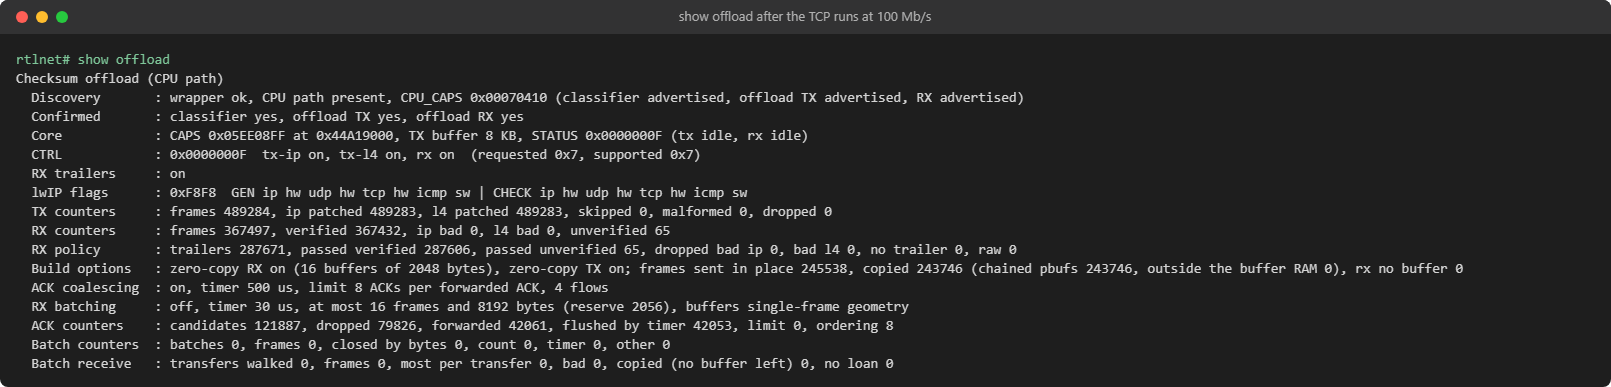 show offload after the TCP runs at 100 Mb/s
rtlnet# show offload
Checksum offload (CPU path)
  Discovery       : wrapper ok, CPU path present, CPU_CAPS 0x00070410 (classifier advertised, offload TX advertised, RX advertised)
  Confirmed       : classifier yes, offload TX yes, offload RX yes
  Core            : CAPS 0x05EE08FF at 0x44A19000, TX buffer 8 KB, STATUS 0x0000000F (tx idle, rx idle)
  CTRL            : 0x0000000F  tx-ip on, tx-l4 on, rx on  (requested 0x7, supported 0x7)
  RX trailers     : on
  lwIP flags      : 0xF8F8  GEN ip hw udp hw tcp hw icmp sw | CHECK ip hw udp hw tcp hw icmp sw
  TX counters     : frames 489284, ip patched 489283, l4 patched 489283, skipped 0, malformed 0, dropped 0
  RX counters     : frames 367497, verified 367432, ip bad 0, l4 bad 0, unverified 65
  RX policy       : trailers 287671, passed verified 287606, passed unverified 65, dropped bad ip 0, bad l4 0, no trailer 0, raw 0
  Build options   : zero-copy RX on (16 buffers of 2048 bytes), zero-copy TX on; frames sent in place 245538, copied 243746 (chained pbufs 243746, outside the buffer RAM 0), rx no buffer 0
  ACK coalescing  : on, timer 500 us, limit 8 ACKs per forwarded ACK, 4 flows
  RX batching     : off, timer 30 us, at most 16 frames and 8192 bytes (reserve 2056), buffers single-frame geometry
  ACK counters    : candidates 121887, dropped 79826, forwarded 42061, flushed by timer 42053, limit 0, ordering 8
  Batch counters  : batches 0, frames 0, closed by bytes 0, count 0, timer 0, other 0
  Batch receive   : transfers walked 0, frames 0, most per transfer 0, bad 0, copied (no buffer left) 0, no loan 0